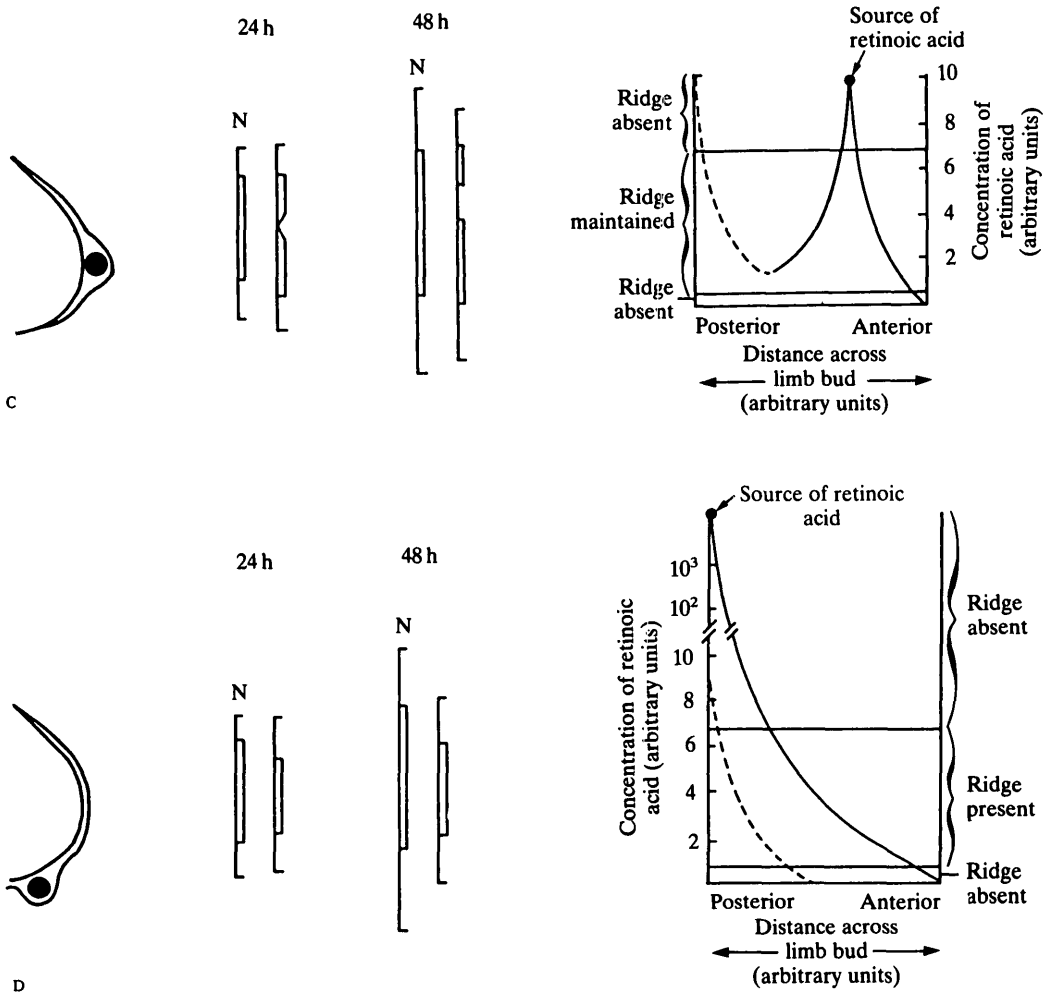 24 h
48 h
N
N
Source of
retinoic acid
Ridge
absent
Ridge
maintained
Ridge
absent
10
8
6
4
2
Concentration of
retinoic acid
(arbitrary units)
Posterior
Anterior
Distance across
limb bud
(arbitrary units)
C
24 h
48 h
N
N
Source of retinoic
acid
Concentration of retinoic
acid (arbitrary units)
10³
10²
10
8
6
4
2
Ridge
absent
Ridge
present
Ridge
absent
Posterior
Anterior
Distance across
limb bud
(arbitrary units)
D